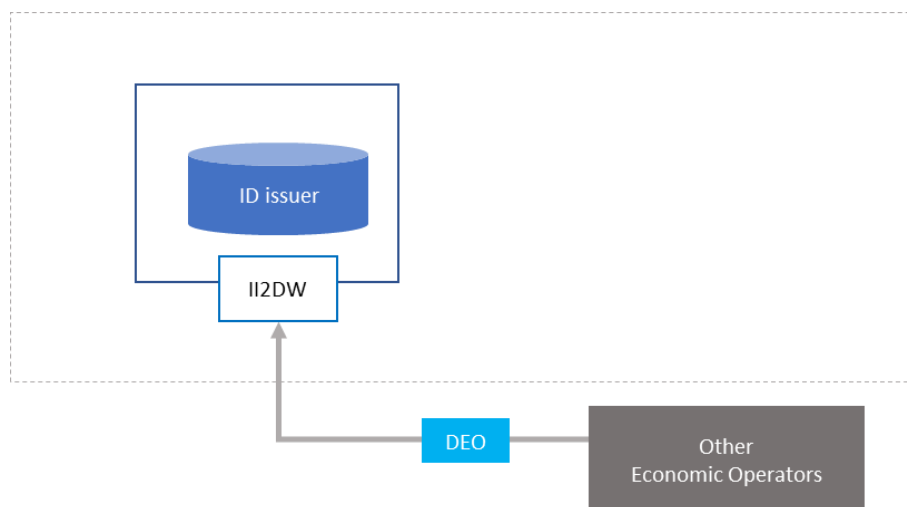 ID issuer
II2DW
DEO
Other
Economic Operators